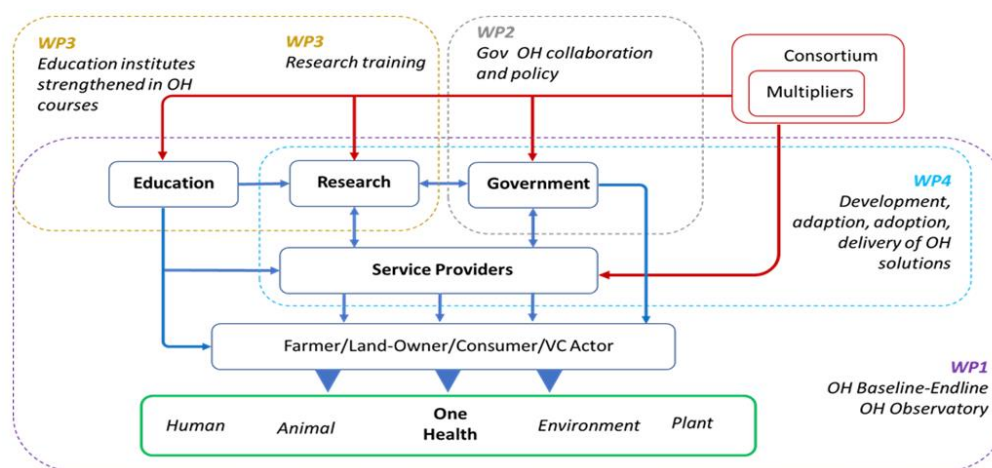 WP3
Education institutes
strengthened in OH
courses
WP3
Research training
WP2
Gov OH collaboration
and policy
Consortium
Multipliers
Education
Research
Government
WP4
Development,
adaption, adoption,
delivery of OH
solutions
Service Providers
Farmer/Land-Owner/Consumer/VC Actor
WP1
OH Baseline-Endline
OH Observatory
Human
Animal
One
Health
Environment
Plant